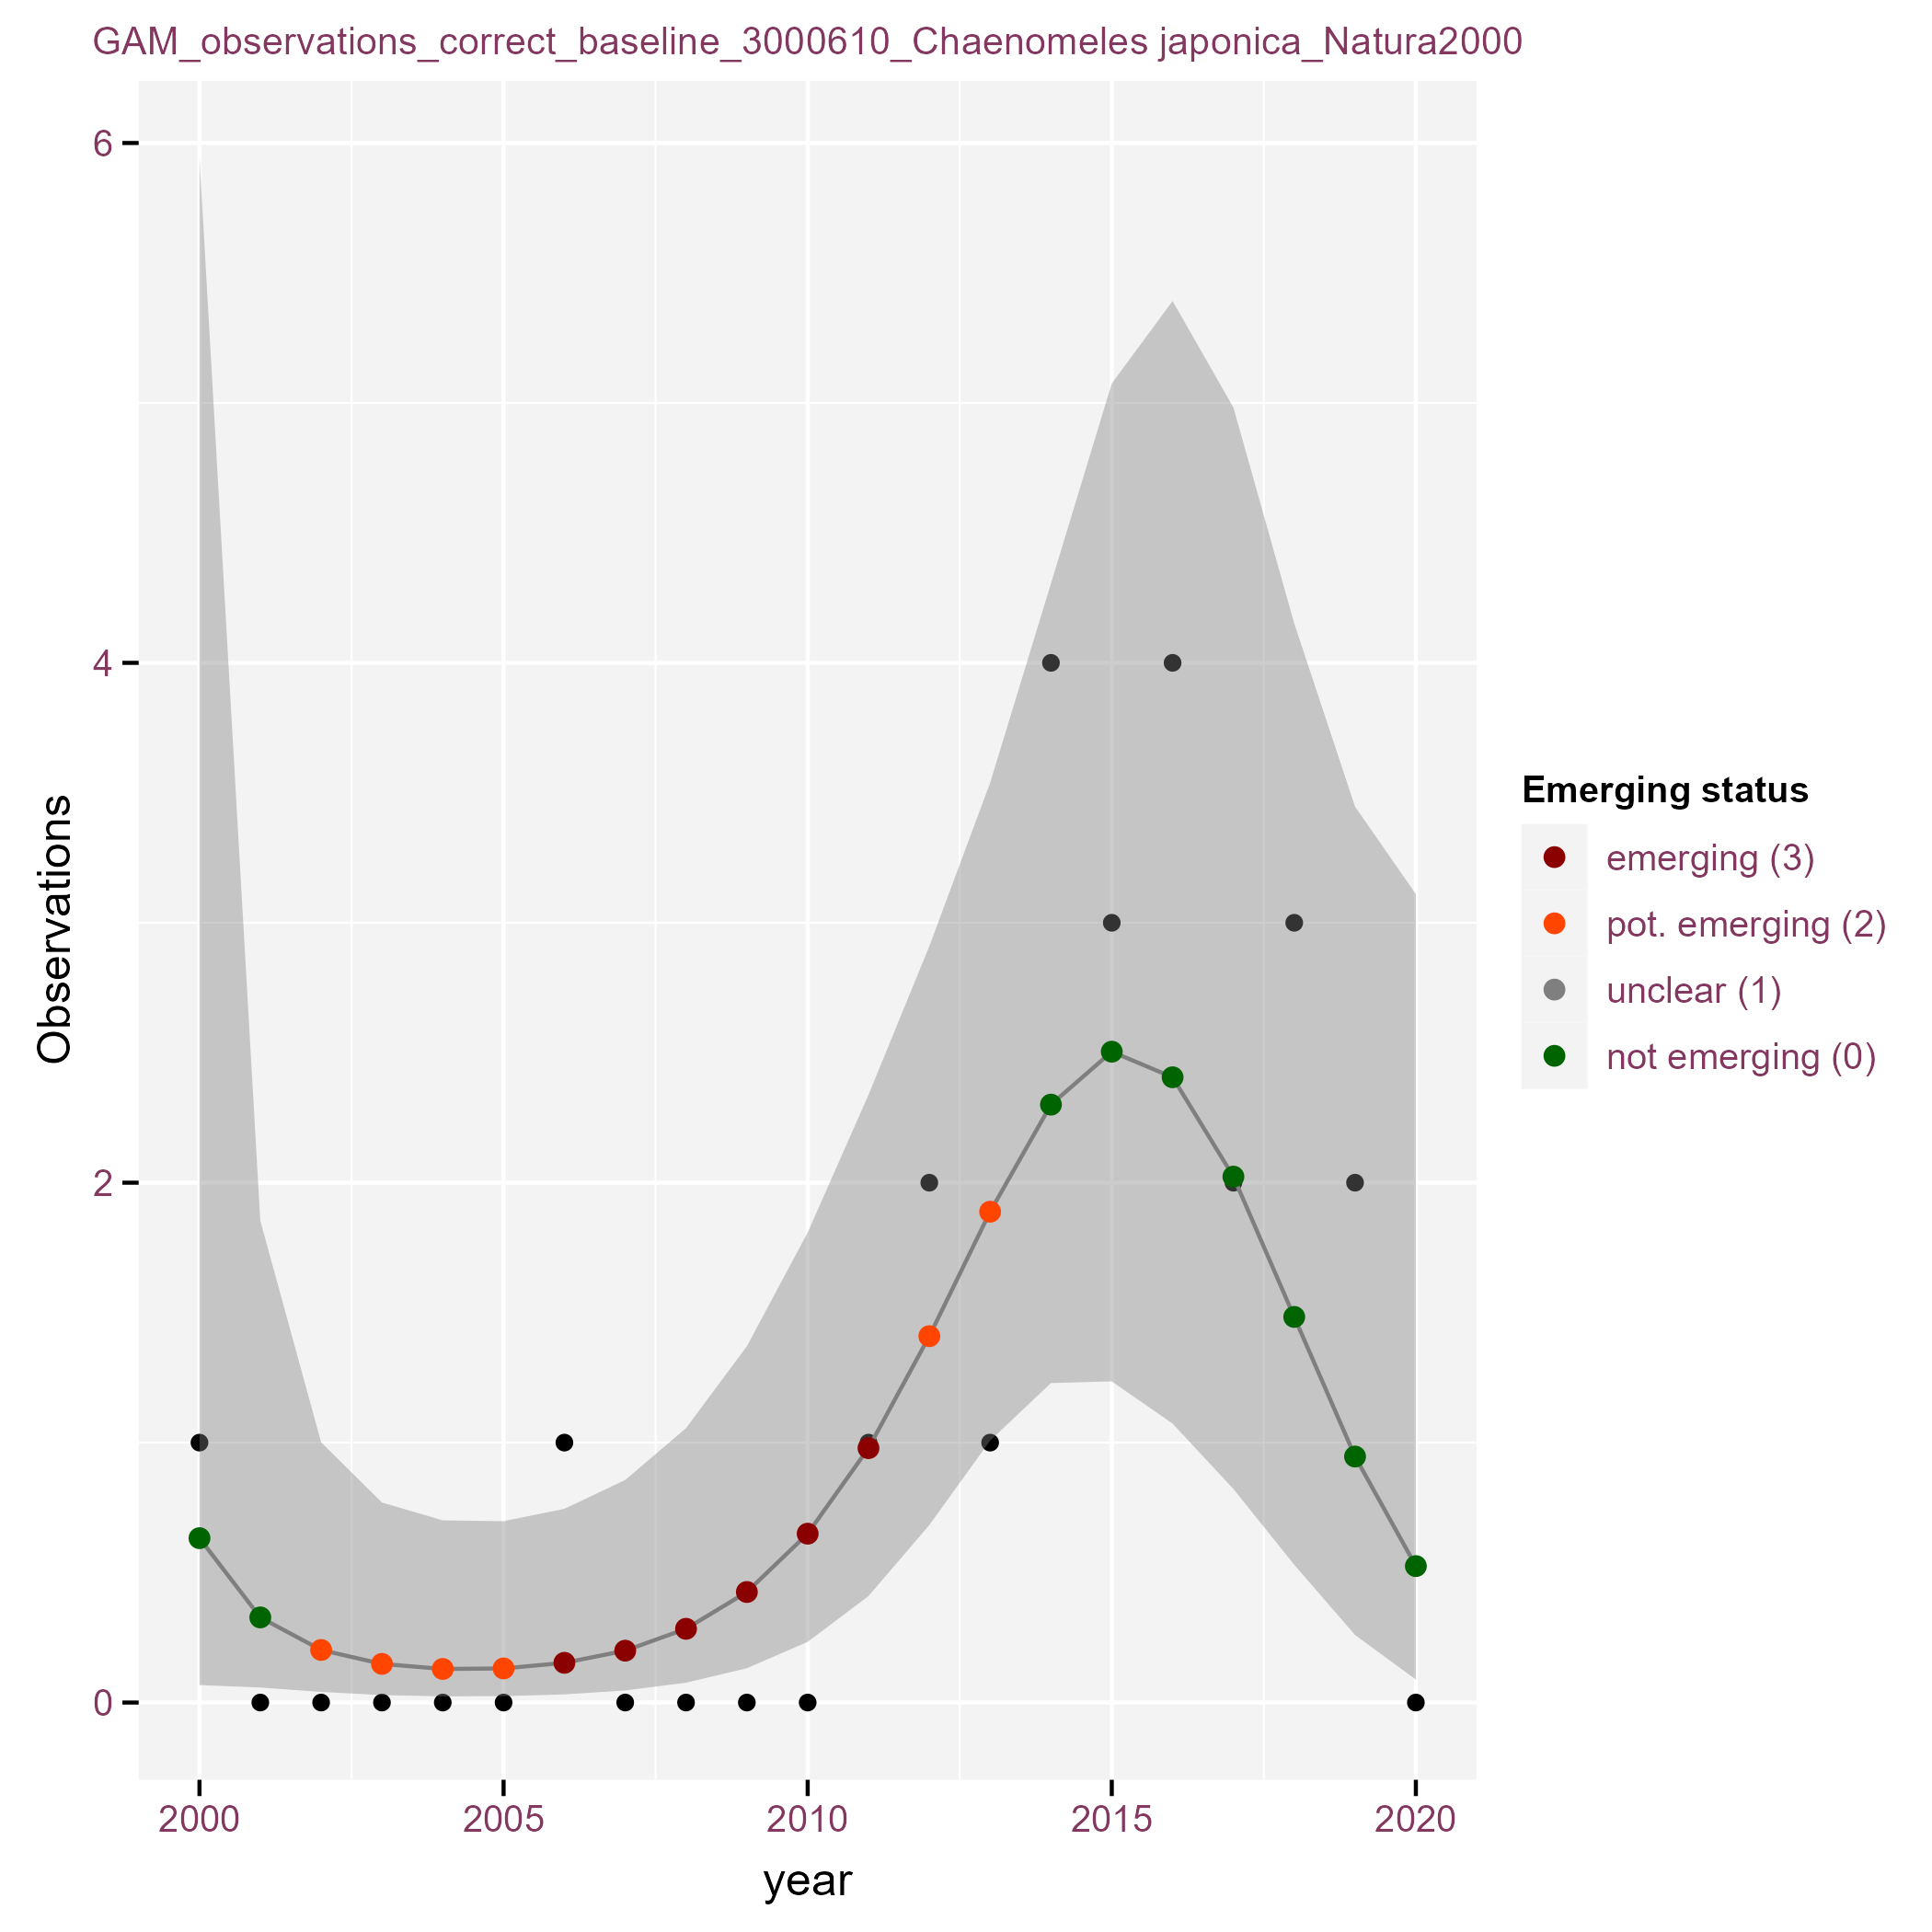 GAM_observations_correct_baseline_3000610_Chaenomeles japonica_Natura2000
6
4
2
0
Observations
2000 2005 2010 2015 2020
year
Emerging status
emerging (3)
pot. emerging (2)
unclear (1)
not emerging (0)